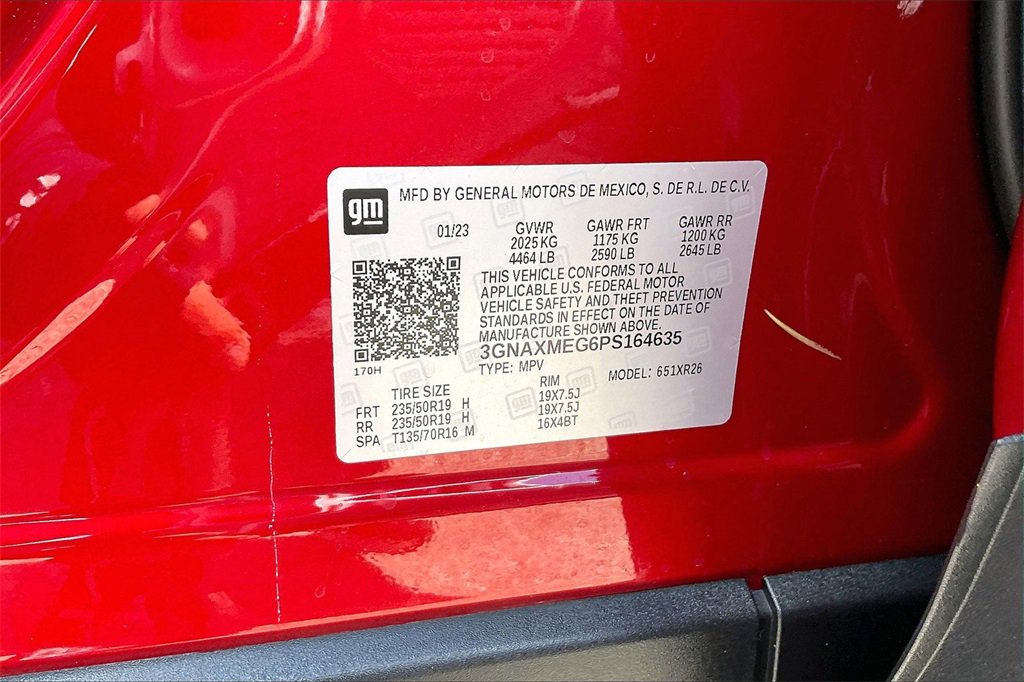 gm
MFD BY GENERAL MOTORS DE MEXICO, S. DE R.L. DE C.V.
01/23 GVWR GAWR FRT GAWR RR
2025 KG 1175 KG 1200 KG
4464 LB 2590 LB 2645 LB
THIS VEHICLE CONFORMS TO ALL
APPLICABLE U.S. FEDERAL MOTOR
VEHICLE SAFETY AND THEFT PREVENTION
STANDARDS IN EFFECT ON THE DATE OF
MANUFACTURE SHOWN ABOVE.
3GNAXMEG6PS164635
170H
TYPE: MPV MODEL: 651XR26
TIRE SIZE RIM
FRT 235/50R19 H 19X7.5J
RR 235/50R19 H 19X7.5J
SPA T135/70R16 M 16X4BT